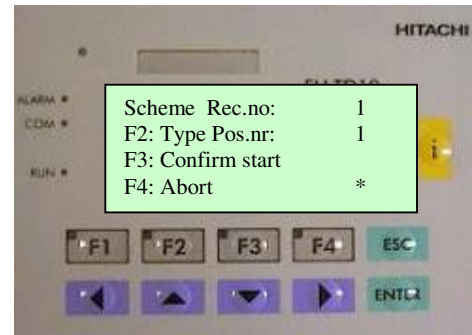 HITACHI
ALARM
COM
RUN
Scheme Rec.no: 1
F2: Type Pos.nr: 1
F3: Confirm start
F4: Abort *
i
F1 F2 F3 F4 ESC
ENTER